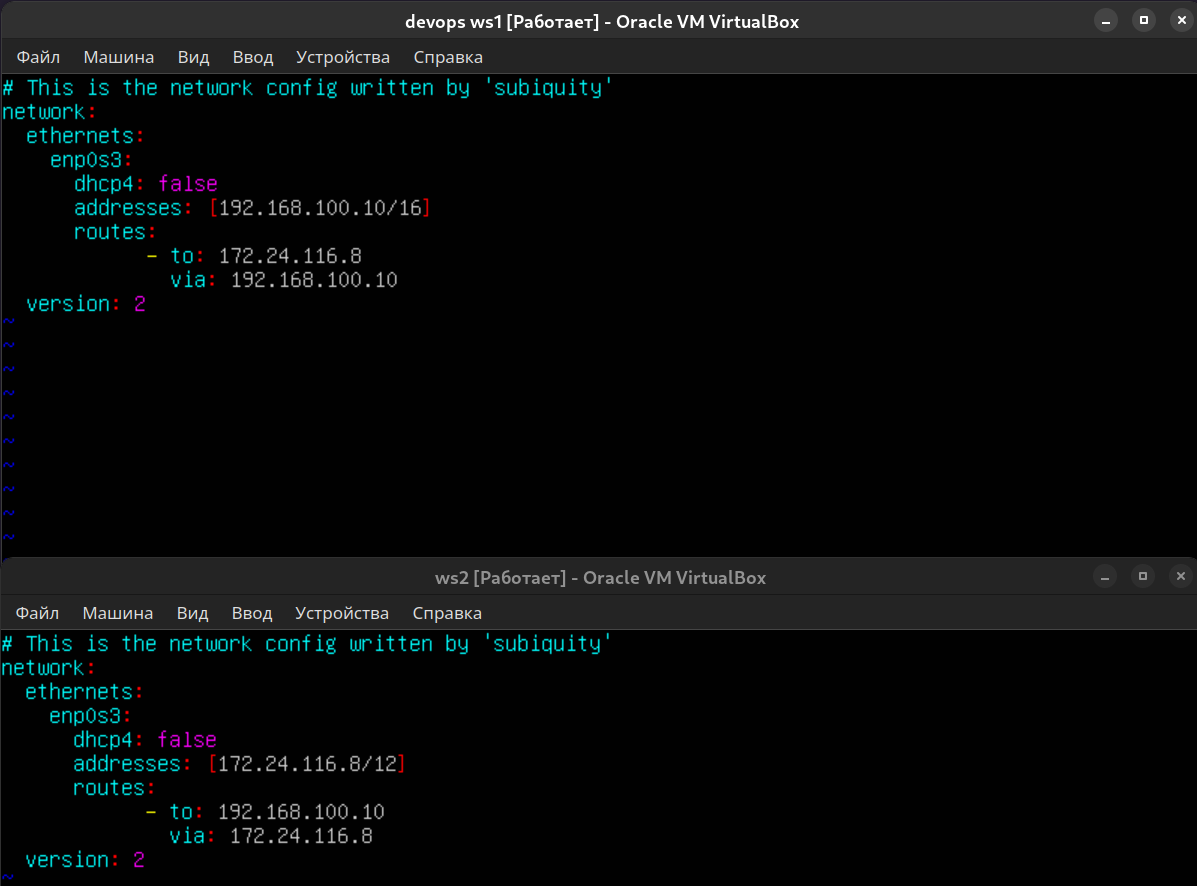 devops ws1 [Работает] - Oracle VM VirtualBox
Файл Машина Вид Ввод Устройства Справка
# This is the network config written by 'subiquity'
network:
  ethernets:
    enp0s3:
      dhcp4: false
      addresses: [192.168.100.10/16]
      routes:
            - to: 172.24.116.8
              via: 192.168.100.10
  version: 2
~
~
~
~
~
~
~
~
~
~
ws2 [Работает] - Oracle VM VirtualBox
Файл Машина Вид Ввод Устройства Справка
# This is the network config written by 'subiquity'
network:
  ethernets:
    enp0s3:
      dhcp4: false
      addresses: [172.24.116.8/12]
      routes:
            - to: 192.168.100.10
              via: 172.24.116.8
  version: 2
~